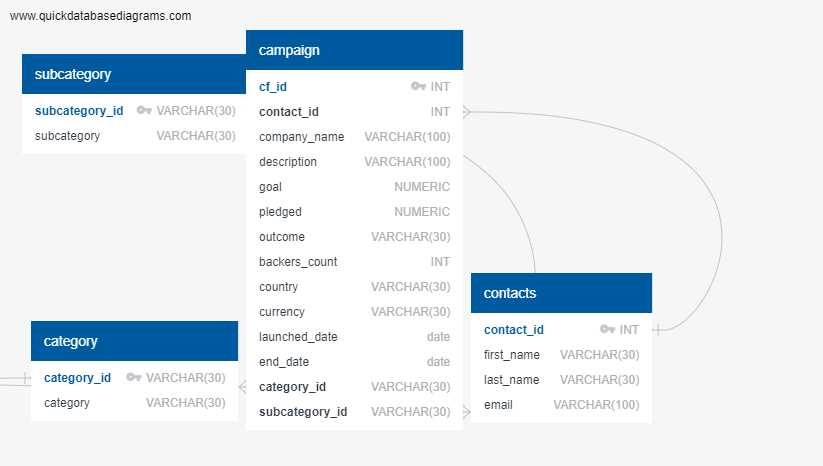 www.quickdatabasediagrams.com
subcategory
subcategory_id VARCHAR(30)
subcategory VARCHAR(30)
campaign
cf_id INT
contact_id INT
company_name VARCHAR(100)
description VARCHAR(100)
goal NUMERIC
pledged NUMERIC
outcome VARCHAR(30)
backers_count INT
country VARCHAR(30)
currency VARCHAR(30)
launched_date date
end_date date
category_id VARCHAR(30)
subcategory_id VARCHAR(30)
category
category_id VARCHAR(30)
category VARCHAR(30)
contacts
contact_id INT
first_name VARCHAR(30)
last_name VARCHAR(30)
email VARCHAR(100)